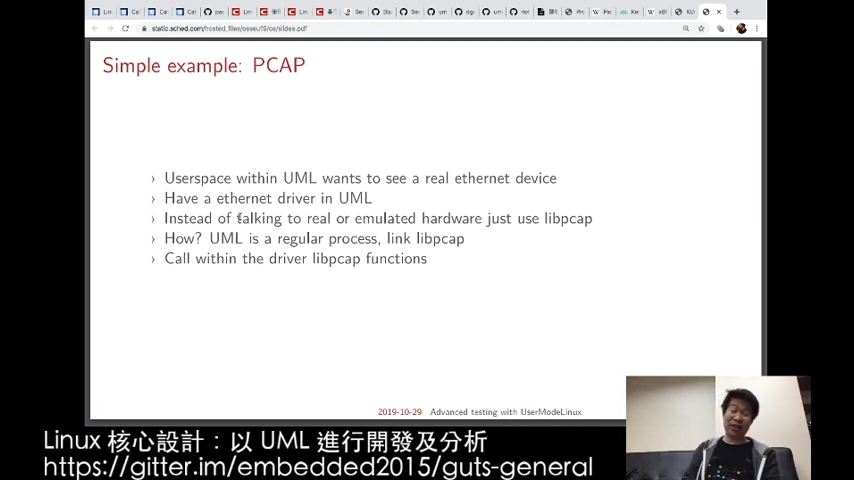 static.sched.com/hosted_files/osseu19/ce/slides.pdf
Simple example: PCAP
› Userspace within UML wants to see a real ethernet device
› Have a ethernet driver in UML
› Instead of talking to real or emulated hardware just use libpcap
› How? UML is a regular process, link libpcap
› Call within the driver libpcap functions
2019-10-29 Advanced testing with UserModeLinux
Linux 核心設計：以 UML 進行開發及分析
https://gitter.im/embedded2015/guts-general